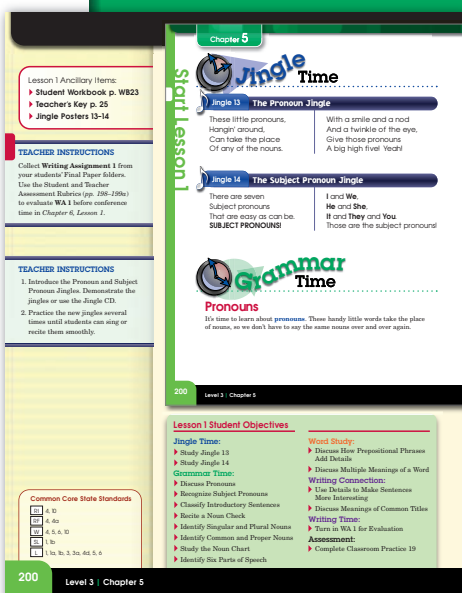 Chapter 5
Lesson 1 Ancillary Items:
Student Workbook p. WB23
Teacher's Key p. 25
Jingle Posters 13-14
TEACHER INSTRUCTIONS
Collect Writing Assignment 1 from
your students' Final Paper folders.
Use the Student and Teacher
Assessment Rubrics (pp. 198–199a)
to evaluate WA 1 before conference
time in Chapter 6, Lesson 1.
TEACHER INSTRUCTIONS
1. Introduce the Pronoun and Subject
Pronoun Jingles. Demonstrate the
jingles or use the Jingle CD.
2. Practice the new jingles several
times until students can sing or
recite them smoothly.
Common Core State Standards
RI 4, 10
RF 4, 4a
W 4, 5, 6, 10
SL 1, 1b
L 1, 1a, 1b, 3, 3a, 4d, 5, 6
Start Lesson 1
Jingle Time
Jingle 13 The Pronoun Jingle
These little pronouns,
Hangin' around,
Can take the place
Of any of the nouns.
With a smile and a nod
And a twinkle of the eye,
Give those pronouns
A big high five! Yeah!
Jingle 14 The Subject Pronoun Jingle
There are seven
Subject pronouns
That are easy as can be.
SUBJECT PRONOUNS!
I and We,
He and She,
It and They and You.
Those are the subject pronouns!
Grammar Time
Pronouns
It's time to learn about pronouns. These handy little words take the place
of nouns, so we don't have to say the same nouns over and over again.
200 Level 3 | Chapter 5
Lesson 1 Student Objectives
Jingle Time:
Study Jingle 13
Study Jingle 14
Grammar Time:
Discuss Pronouns
Recognize Subject Pronouns
Classify Introductory Sentences
Recite a Noun Check
Identify Singular and Plural Nouns
Identify Common and Proper Nouns
Study the Noun Chart
Identify Six Parts of Speech
Word Study:
Discuss How Prepositional Phrases
Add Details
Discuss Multiple Meanings of a Word
Writing Connection:
Use Details to Make Sentences
More Interesting
Discuss Meanings of Common Titles
Writing Time:
Turn in WA 1 for Evaluation
Assessment:
Complete Classroom Practice 19
200 Level 3 | Chapter 5